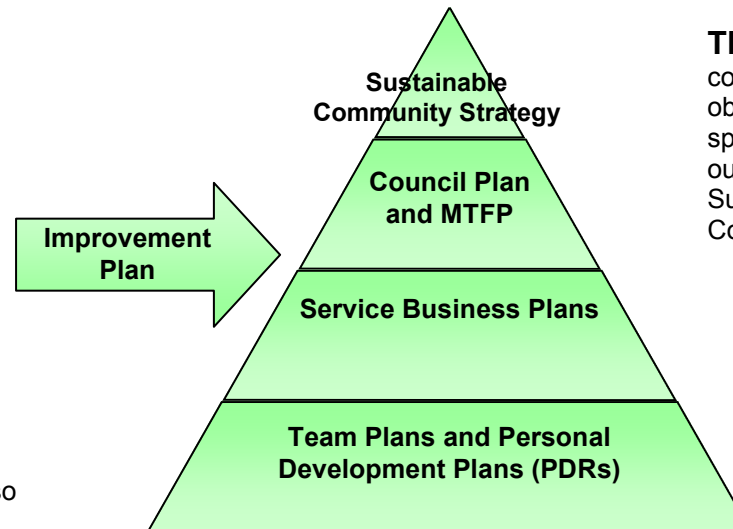 Sustainable
Community Strategy
Council Plan
and MTFP
Improvement
Plan
Service Business Plans
Team Plans and Personal
Development Plans (PDRs)